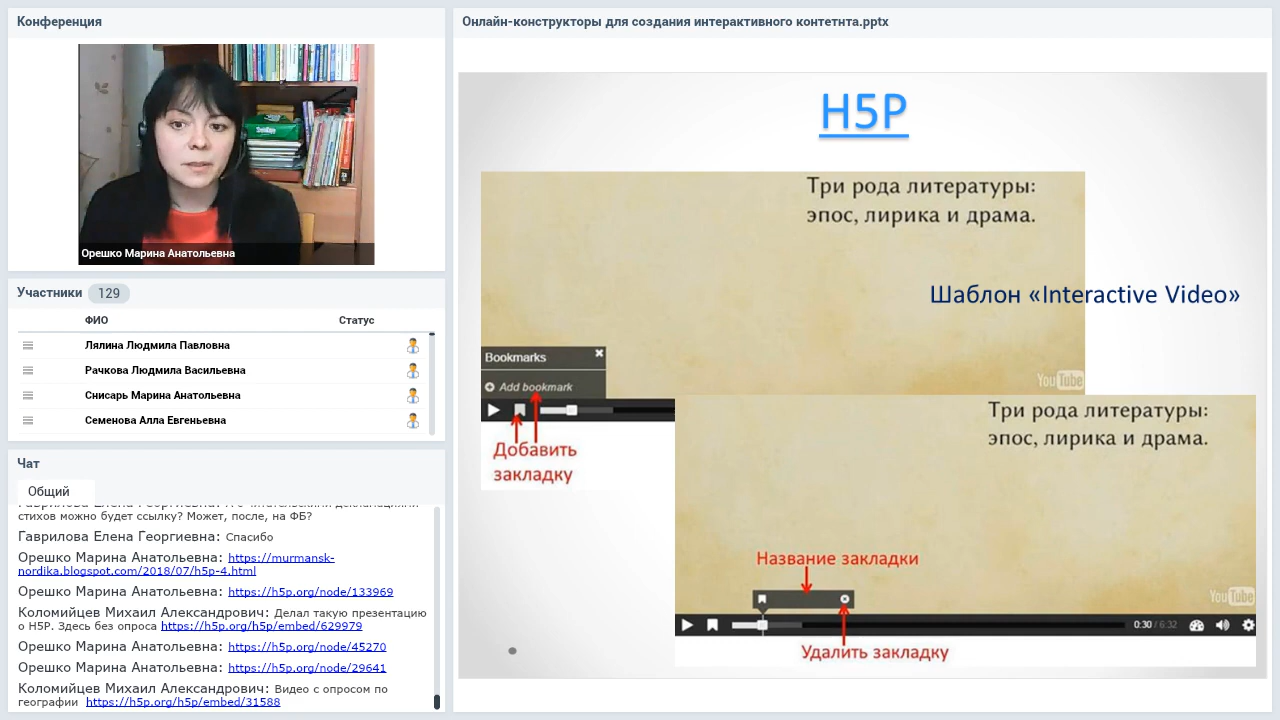 Конференция
Орешко Марина Анатольевна
Участники 129
ФИО Статус
Лялина Людмила Павловна
Рачкова Людмила Васильевна
Снисарь Марина Анатольевна
Семенова Алла Евгеньевна
Чат
Общий
стихов можно будет ссылку? Может, после, на ФБ?
Гаврилова Елена Георгиевна: Спасибо
Орешко Марина Анатольевна: https://murmansk-
nordika.blogspot.com/2018/07/h5p-4.html
Орешко Марина Анатольевна: https://h5p.org/node/133969
Коломийцев Михаил Александрович: Делал такую презентацию
о H5P. Здесь без опроса https://h5p.org/h5p/embed/629979
Орешко Марина Анатольевна: https://h5p.org/node/45270
Орешко Марина Анатольевна: https://h5p.org/node/29641
Коломийцев Михаил Александрович: Видео с опросом по
географии https://h5p.org/h5p/embed/31588
Онлайн-конструкторы для создания интерактивного контетнта.pptx
H5P
Три рода литературы:
эпос, лирика и драма.
Шаблон «Interactive Video»
Bookmarks
Add bookmark
YouTube
Добавить
закладку
Три рода литературы:
эпос, лирика и драма.
Название закладки
YouTube
0:30 / 6:32
Удалить закладку